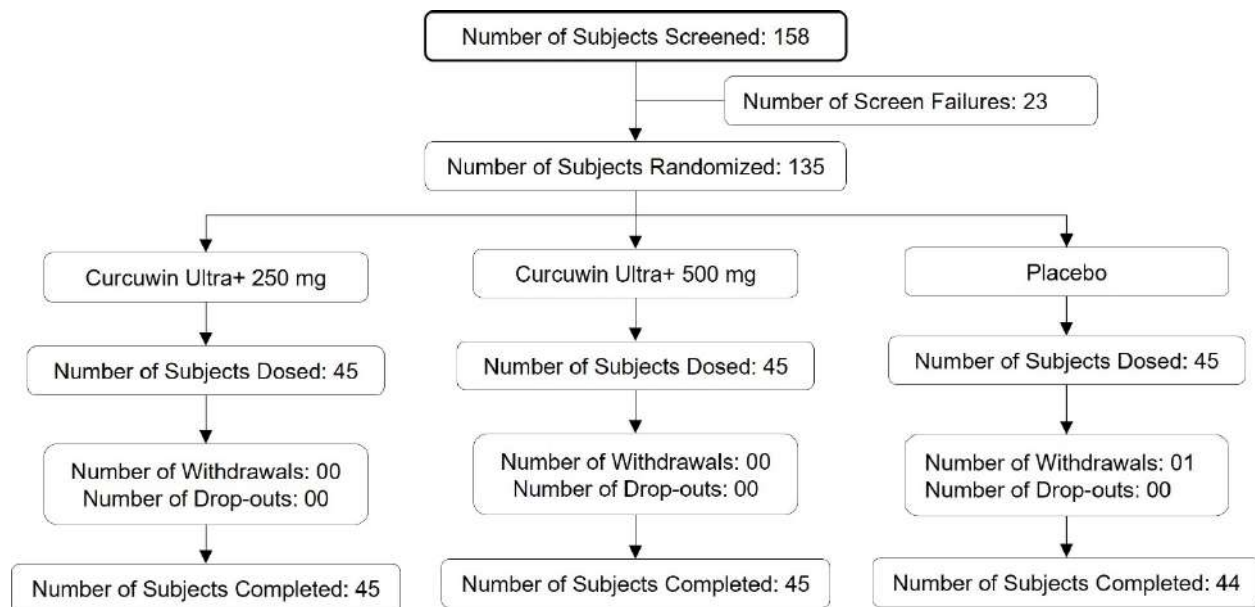 Number of Subjects Screened: 158
Number of Screen Failures: 23
Number of Subjects Randomized: 135
Curcuwin Ultra+ 250 mg
Curcuwin Ultra+ 500 mg
Placebo
Number of Subjects Dosed: 45
Number of Subjects Dosed: 45
Number of Subjects Dosed: 45
Number of Withdrawals: 00
Number of Drop-outs: 00
Number of Withdrawals: 00
Number of Drop-outs: 00
Number of Withdrawals: 01
Number of Drop-outs: 00
Number of Subjects Completed: 45
Number of Subjects Completed: 45
Number of Subjects Completed: 44